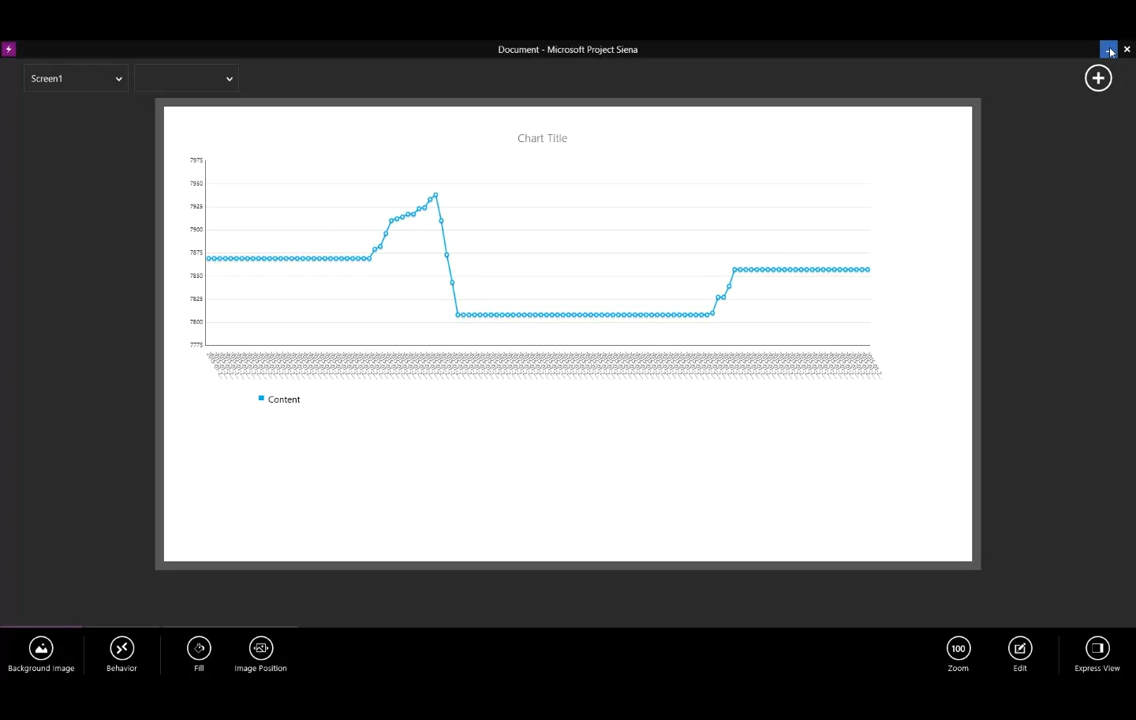 Document - Microsoft Project Siena
Screen1
Chart Title
7975
7950
7925
7900
7875
7850
7825
7800
7775
Content
Background Image
Behavior
Fill
Image Position
100
Zoom
Edit
Express View